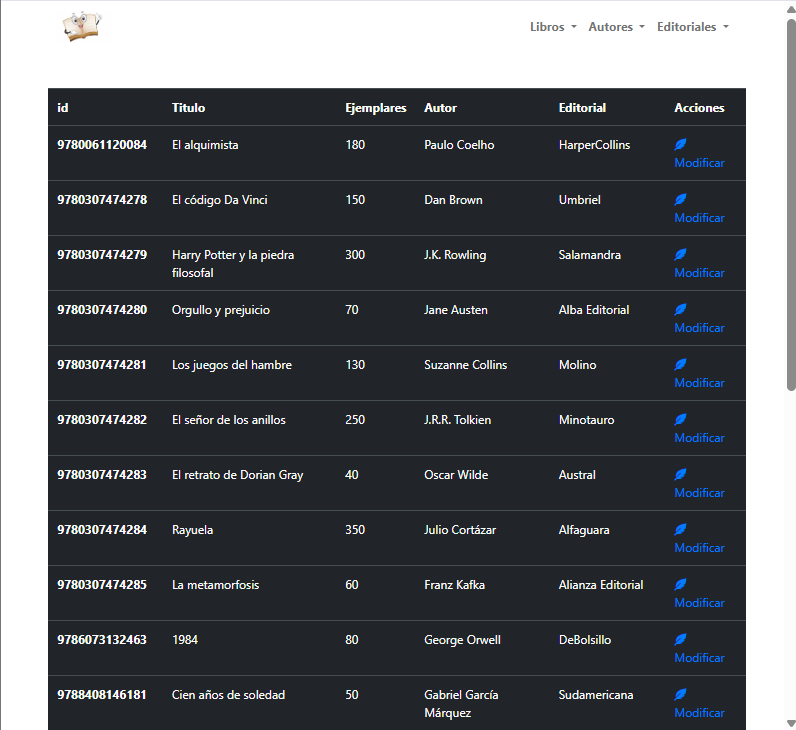 Libros Autores Editoriales
id Titulo Ejemplares Autor Editorial Acciones
9780061120084 El alquimista 180 Paulo Coelho HarperCollins
Modificar
9780307474278 El código Da Vinci 150 Dan Brown Umbriel
Modificar
9780307474279 Harry Potter y la piedra 300 J.K. Rowling Salamandra
filosofal Modificar
9780307474280 Orgullo y prejuicio 70 Jane Austen Alba Editorial
Modificar
9780307474281 Los juegos del hambre 130 Suzanne Collins Molino
Modificar
9780307474282 El señor de los anillos 250 J.R.R. Tolkien Minotauro
Modificar
9780307474283 El retrato de Dorian Gray 40 Oscar Wilde Austral
Modificar
9780307474284 Rayuela 350 Julio Cortázar Alfaguara
Modificar
9780307474285 La metamorfosis 60 Franz Kafka Alianza Editorial
Modificar
9786073132463 1984 80 George Orwell DeBolsillo
Modificar
9788408146181 Cien años de soledad 50 Gabriel García Sudamericana
Márquez Modificar